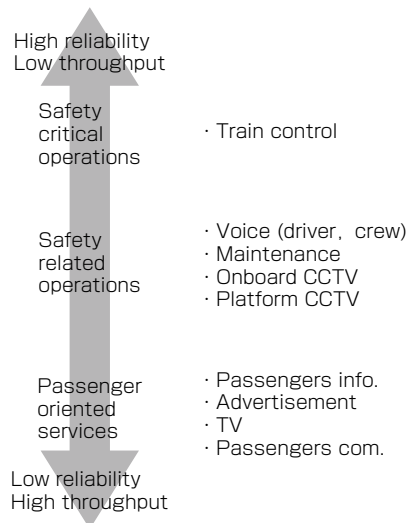 High reliability
Low throughput
Safety
critical
operations
· Train control
Safety
related
operations
· Voice (driver, crew)
· Maintenance
· Onboard CCTV
· Platform CCTV
Passenger
oriented
services
· Passengers info.
· Advertisement
· TV
· Passengers com.
Low reliability
High throughput